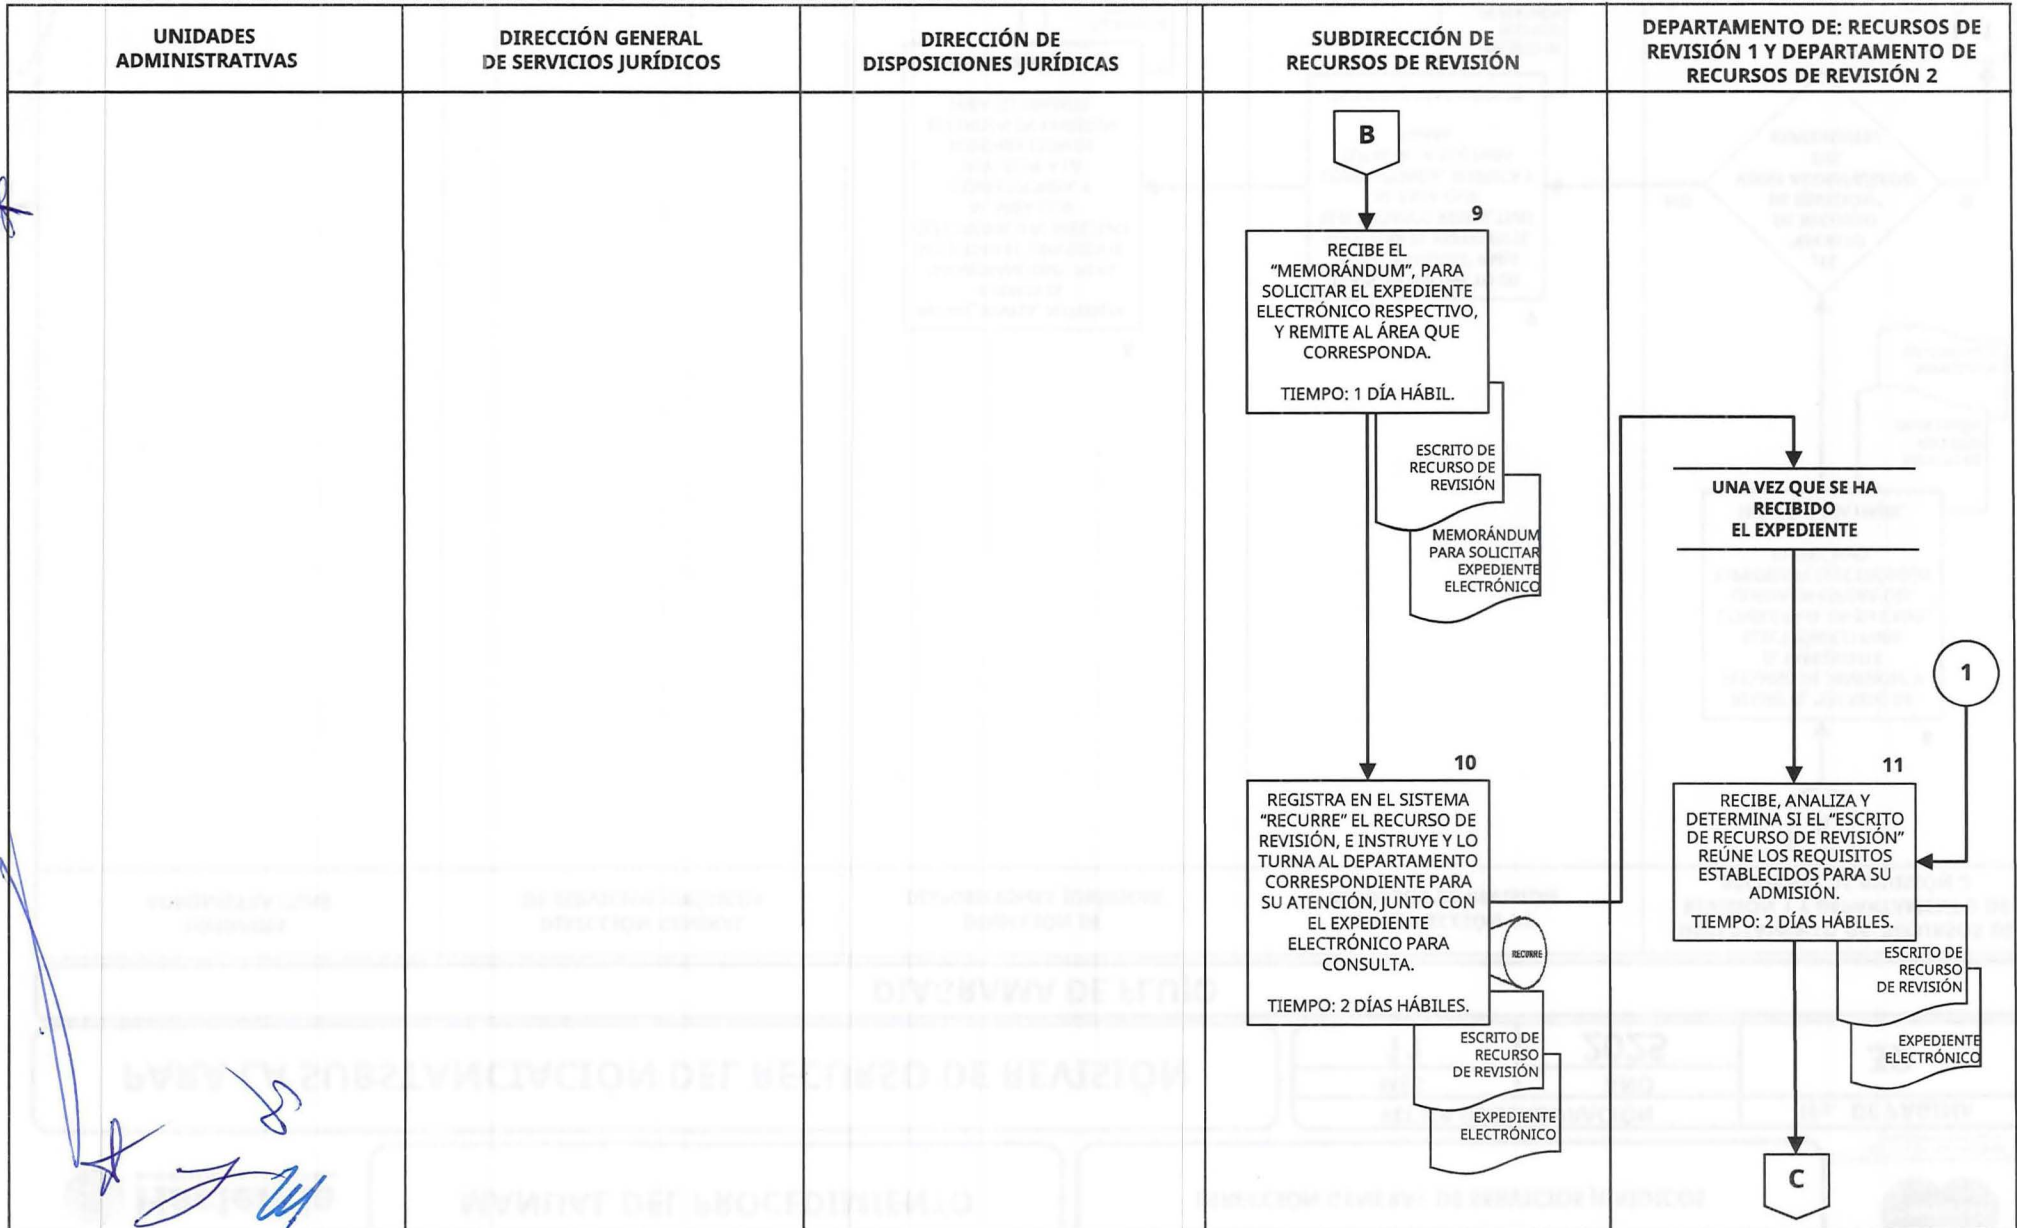 UNIDADES
ADMINISTRATIVAS
DIRECCIÓN GENERAL
DE SERVICIOS JURÍDICOS
DIRECCIÓN DE
DISPOSICIONES JURÍDICAS
SUBDIRECCIÓN DE
RECURSOS DE REVISIÓN
DEPARTAMENTO DE: RECURSOS DE
REVISIÓN 1 Y DEPARTAMENTO DE
RECURSOS DE REVISIÓN 2
B
9
RECIBE EL
“MEMORÁNDUM”, PARA
SOLICITAR EL EXPEDIENTE
ELECTRÓNICO RESPECTIVO,
Y REMITE AL ÁREA QUE
CORRESPONDA.
TIEMPO: 1 DÍA HÁBIL.
ESCRITO DE
RECURSO DE
REVISIÓN
MEMORÁNDUM
PARA SOLICITAR
EXPEDIENTE
ELECTRÓNICO
10
REGISTRA EN EL SISTEMA
“RECURRE” EL RECURSO DE
REVISIÓN, E INSTRUYE Y LO
TURNA AL DEPARTAMENTO
CORRESPONDIENTE PARA
SU ATENCIÓN, JUNTO CON
EL EXPEDIENTE
ELECTRÓNICO PARA
CONSULTA.
TIEMPO: 2 DÍAS HÁBILES.
RECURRE
ESCRITO DE
RECURSO
DE REVISIÓN
EXPEDIENTE
ELECTRÓNICO
UNA VEZ QUE SE HA
RECIBIDO
EL EXPEDIENTE
1
11
RECIBE, ANALIZA Y
DETERMINA SI EL “ESCRITO
DE RECURSO DE REVISIÓN”
REÚNE LOS REQUISITOS
ESTABLECIDOS PARA SU
ADMISIÓN.
TIEMPO: 2 DÍAS HÁBILES.
ESCRITO DE
RECURSO
DE REVISIÓN
EXPEDIENTE
ELECTRÓNICO
C